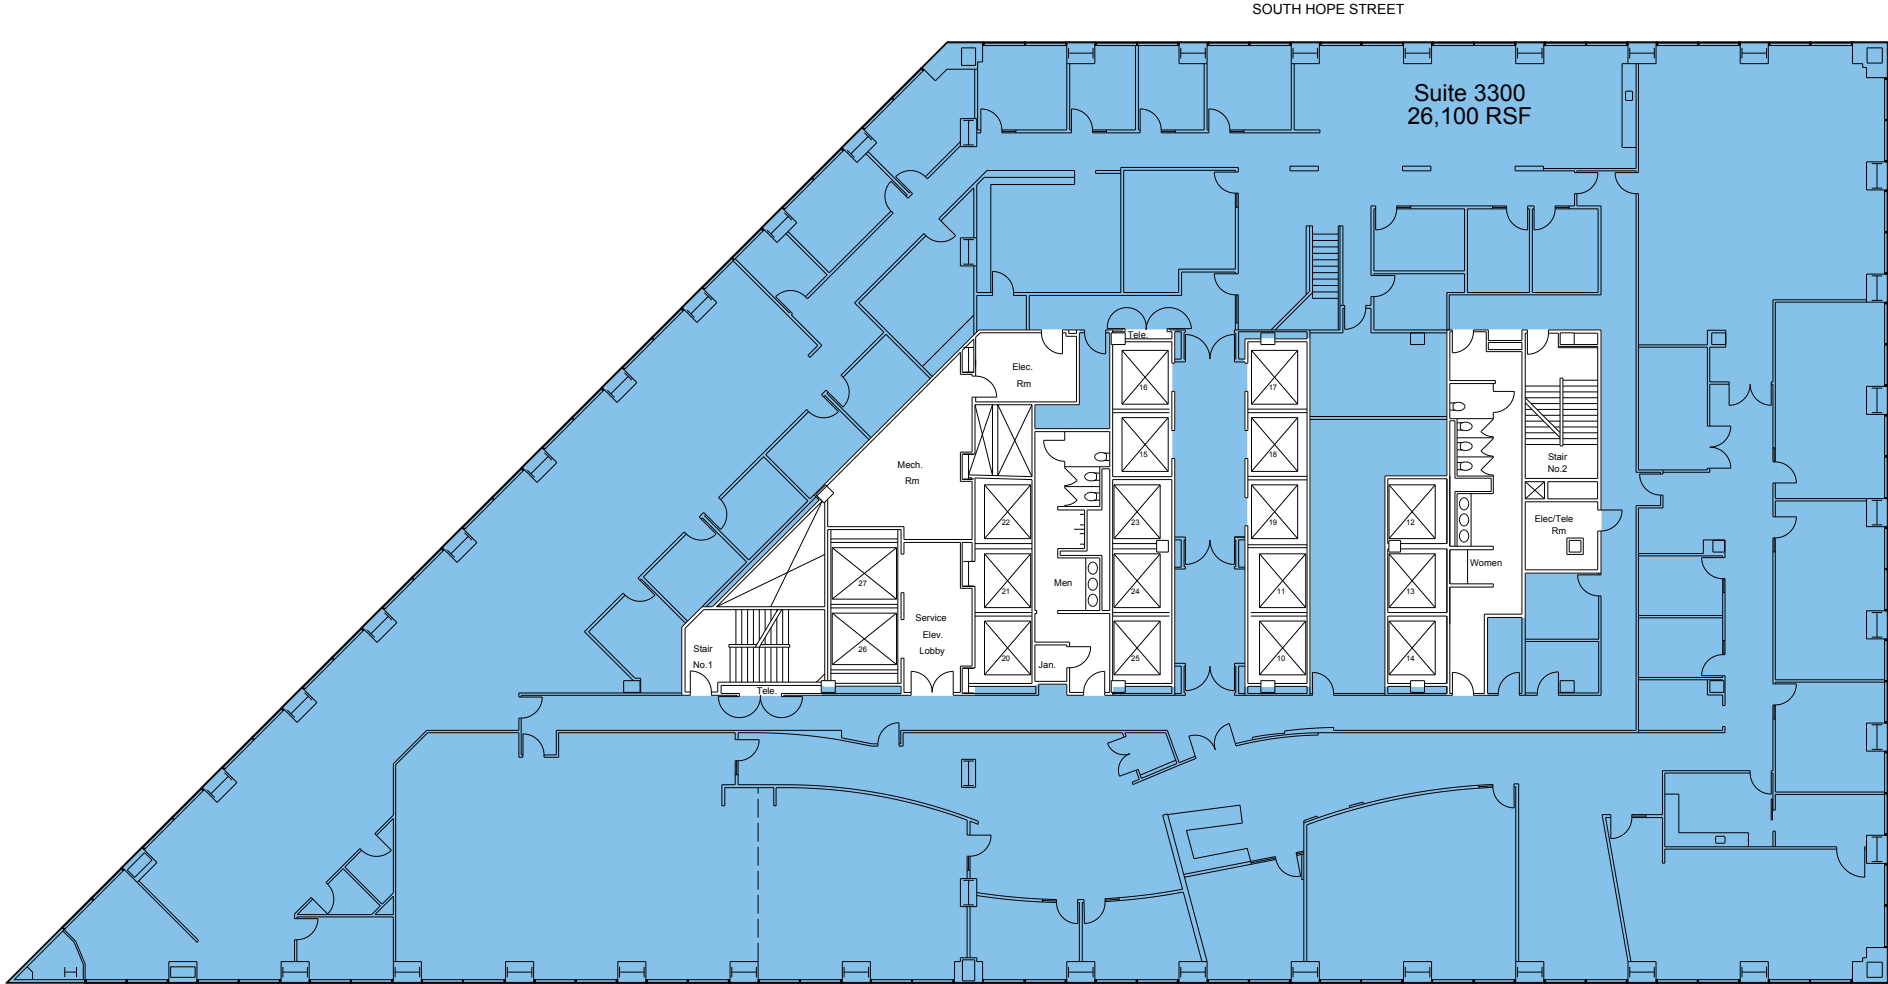 SOUTH HOPE STREET
Suite 3300
26,100 RSF
Tele.
Elec.
Rm
16
17
15
18
Mech.
Rm
Stair
No.2
22
23
19
12
Elec/Tele
Rm
27
21
Men
24
11
13
Women
Service
Elev.
Lobby
Stair
No.1
26
20
Jan.
25
10
14
Tele.